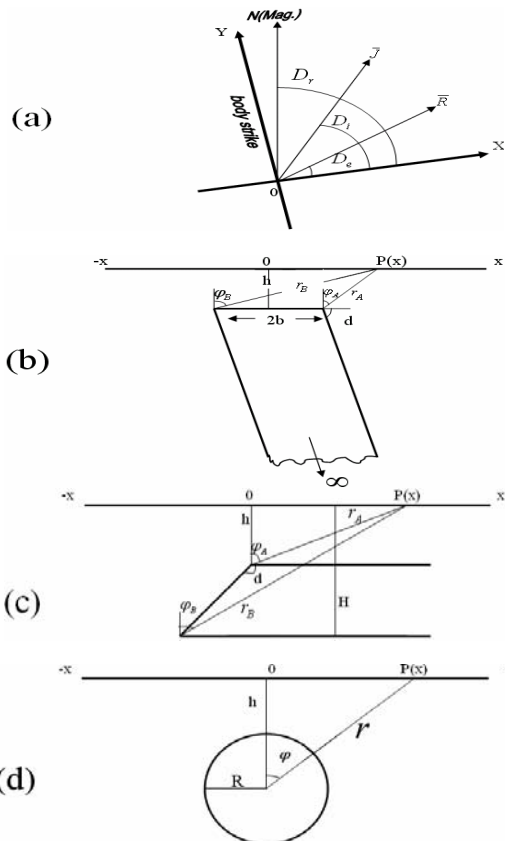 N(Mag.)
Y
J̄
X
D_r
body strike
(a)
D_i
R̄
D_e
o
-x
0
P(x)
x
h
φ_B
r_B
φ_A
r_A
2b
d
(b)
∞
-x
0
P(x)
x
h
r_A
φ_A
d
(c)
φ_B
r_B
H
-x
0
P(x)
h
r
φ
(d)
R